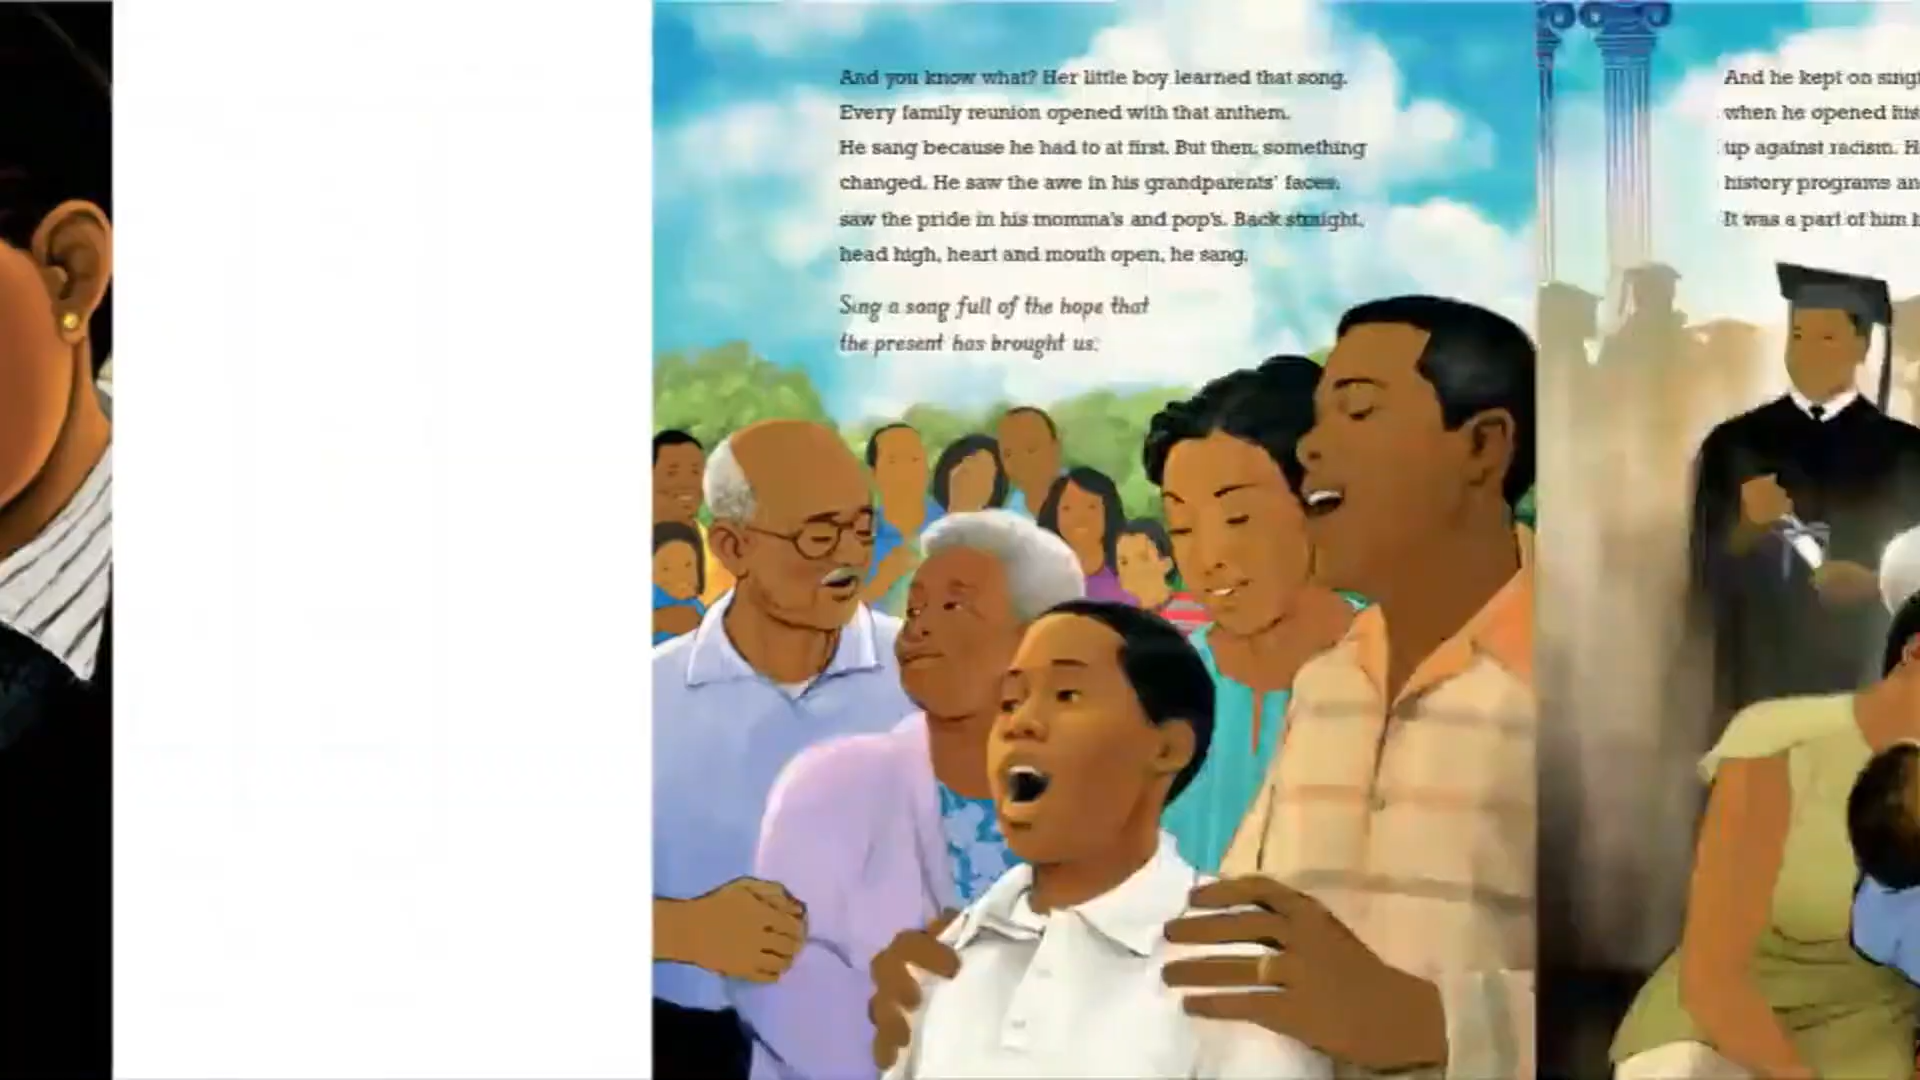 And you know what? Her little boy learned that song.
Every family reunion opened with that anthem.
He sang because he had to at first. But then, something
changed. He saw the awe in his grandparents' faces,
saw the pride in his momma's and pop's. Back straight,
head high, heart and mouth open, he sang.
Sing a song full of the hope that
the present has brought us.
And he kept on
when he opened his
up against racism.
history programs
It was a part of him